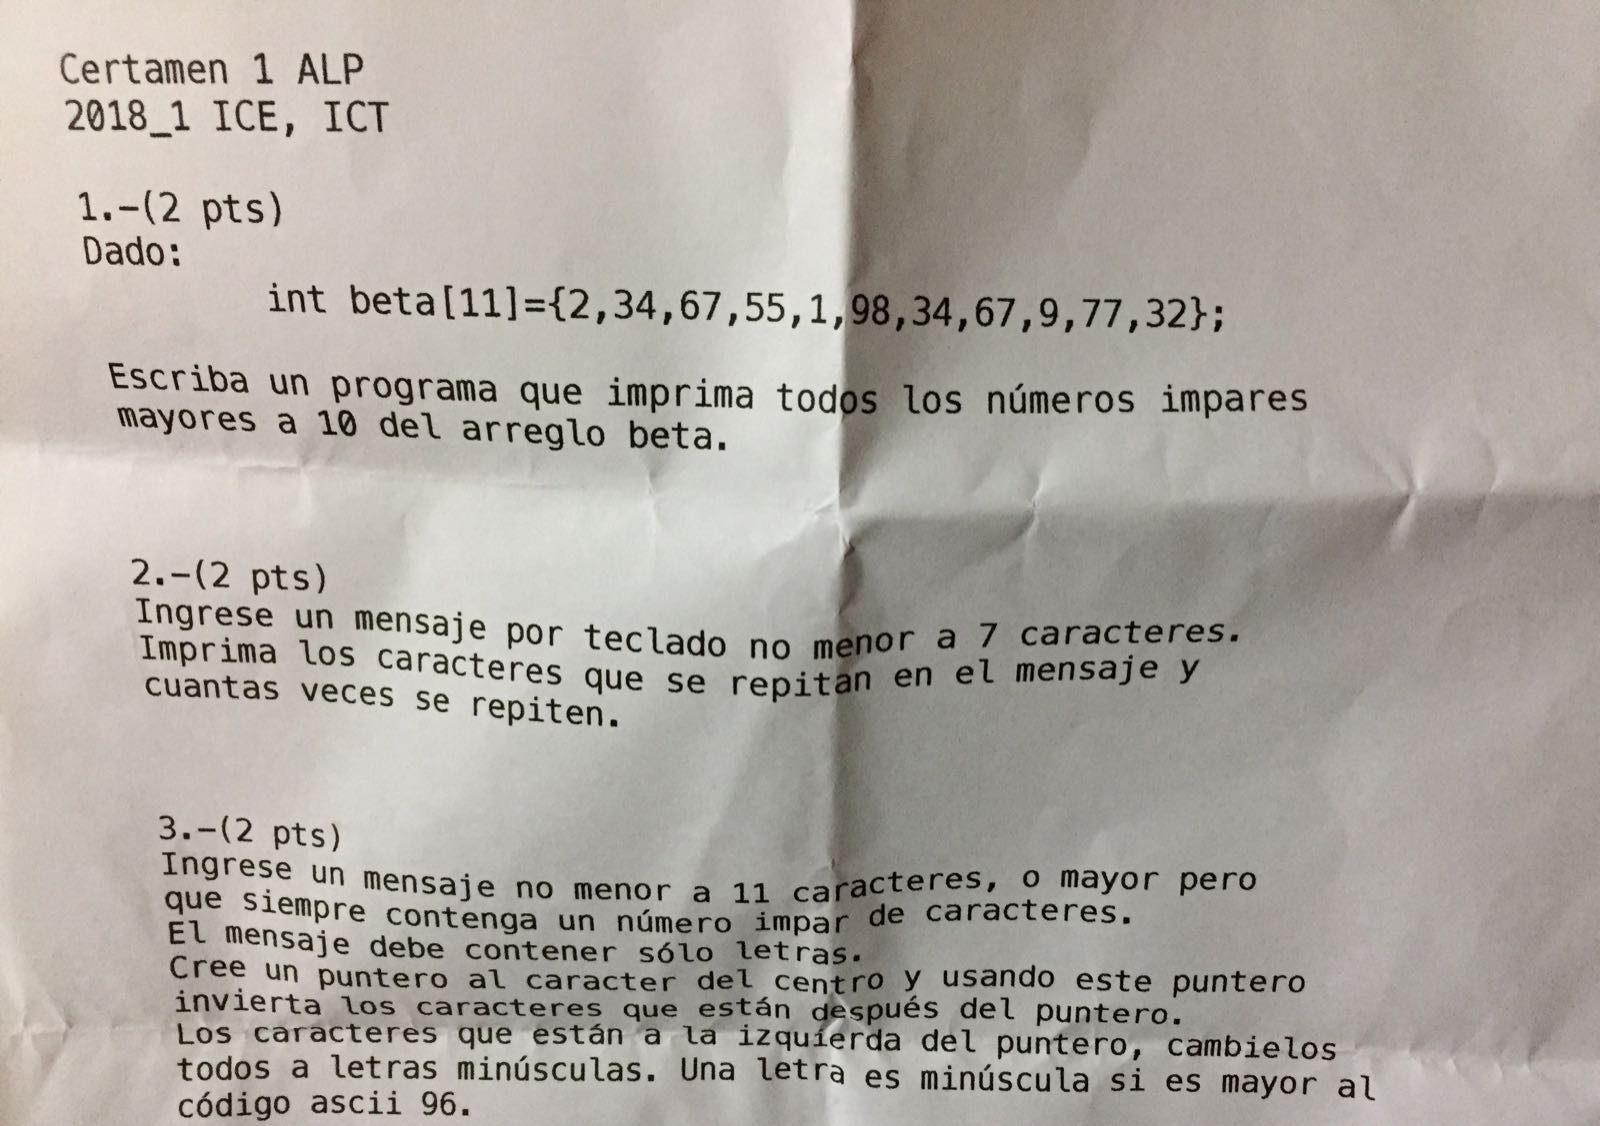 Certamen 1 ALP
2018_1 ICE, ICT
1.-(2 pts)
Dado:
int beta[11]={2,34,67,55,1,98,34,67,9,77,32};
Escriba un programa que imprima todos los números impares
mayores a 10 del arreglo beta.
2.-(2 pts)
Ingrese un mensaje por teclado no menor a 7 caracteres.
Imprima los caracteres que se repitan en el mensaje y
cuantas veces se repiten.
3.-(2 pts)
Ingrese un mensaje no menor a 11 caracteres, o mayor pero
que siempre contenga un número impar de caracteres.
El mensaje debe contener sólo letras.
Cree un puntero al caracter del centro y usando este puntero
invierta los caracteres que están después del puntero.
Los caracteres que están a la izquierda del puntero, cambielos
todos a letras minúsculas. Una letra es minúscula si es mayor al
código ascii 96.